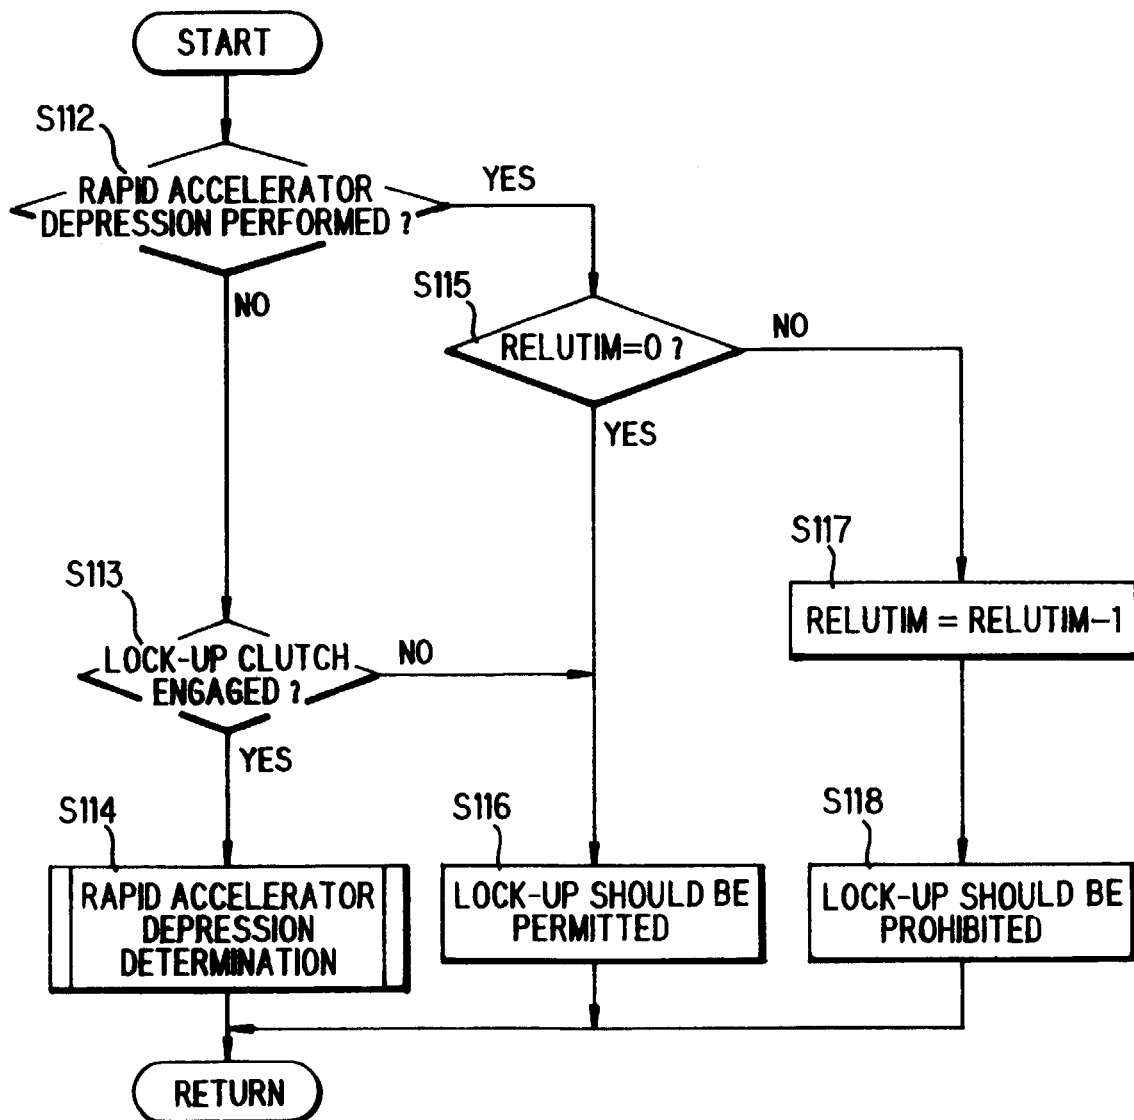 START
S112
RAPID ACCELERATOR
DEPRESSION PERFORMED ?
YES
NO
S115
RELUTIM=0 ?
NO
YES
S113
LOCK-UP CLUTCH
ENGAGED ?
NO
YES
S117
RELUTIM = RELUTIM-1
S114
RAPID ACCELERATOR
DEPRESSION
DETERMINATION
S116
LOCK-UP SHOULD BE
PERMITTED
S118
LOCK-UP SHOULD BE
PROHIBITED
RETURN